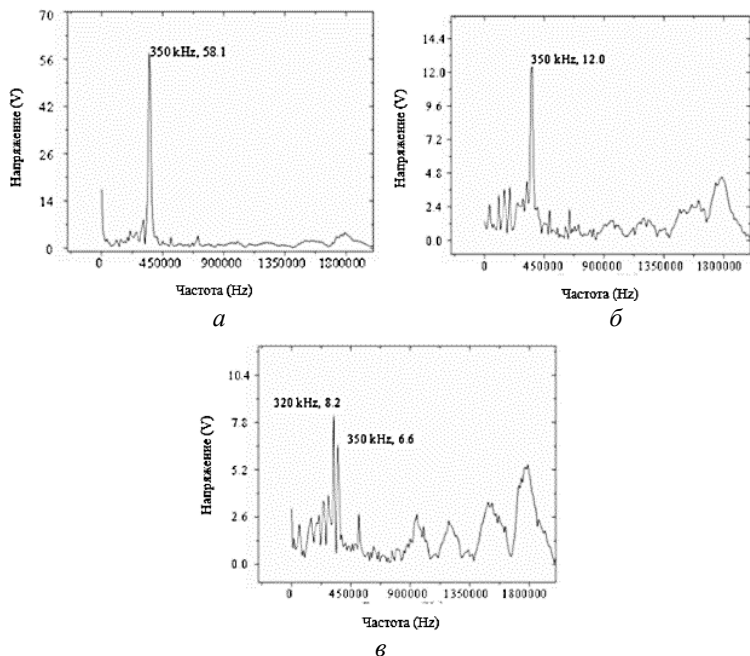 70
56
42
26
14
0
Напряжение (V)
350 kHz, 58.1
0 450000 900000 1350000 1800000
Частота (Hz)
а
14.4
12.0
9.6
7.2
4.8
2.4
0.0
Напряжение (V)
350 kHz, 12.0
0 450000 900000 1350000 1800000
Частота (Hz)
б
10.4
7.8
5.2
2.6
0.0
Напряжение (V)
320 kHz, 8.2
350 kHz, 6.6
0 450000 900000 1350000 1800000
Частота (Hz)
в